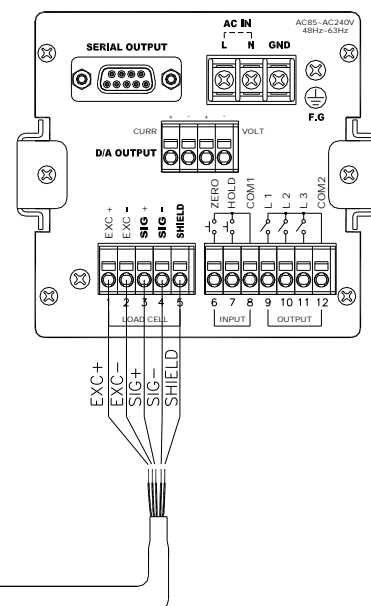 AC IN
AC85~AC240V
48Hz~63Hz
L N GND
SERIAL OUTPUT
F.G
+ - + -
CURR VOLT
D/A OUTPUT
EXC +
EXC -
SIG +
SIG -
SHIELD
ZERO
HOLD
COM1
L 1
L 2
L 3
COM2
1 2 3 4 5
6 7 8 9 10 11 12
LOAD CELL
INPUT
OUTPUT
EXC+
EXC-
SIG+
SIG-
SHIELD